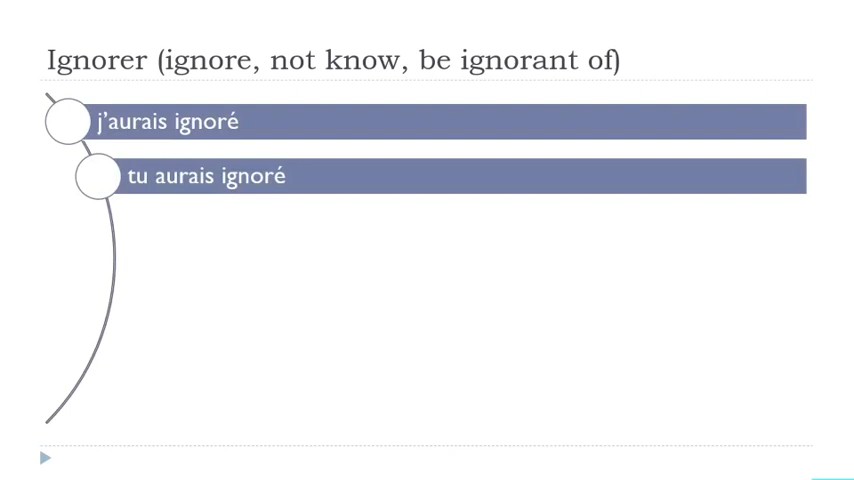 Ignorer (ignore, not know, be ignorant of)
j’aurais ignoré
tu aurais ignoré